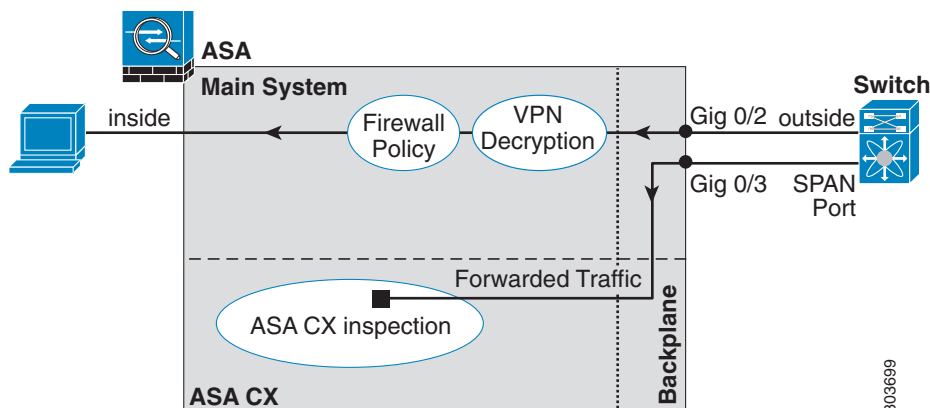 ASA
Main System
Switch
inside
Firewall
Policy
VPN
Decryption
Gig 0/2
outside
Gig 0/3
SPAN
Port
Forwarded Traffic
ASA CX inspection
Backplane
ASA CX
303699